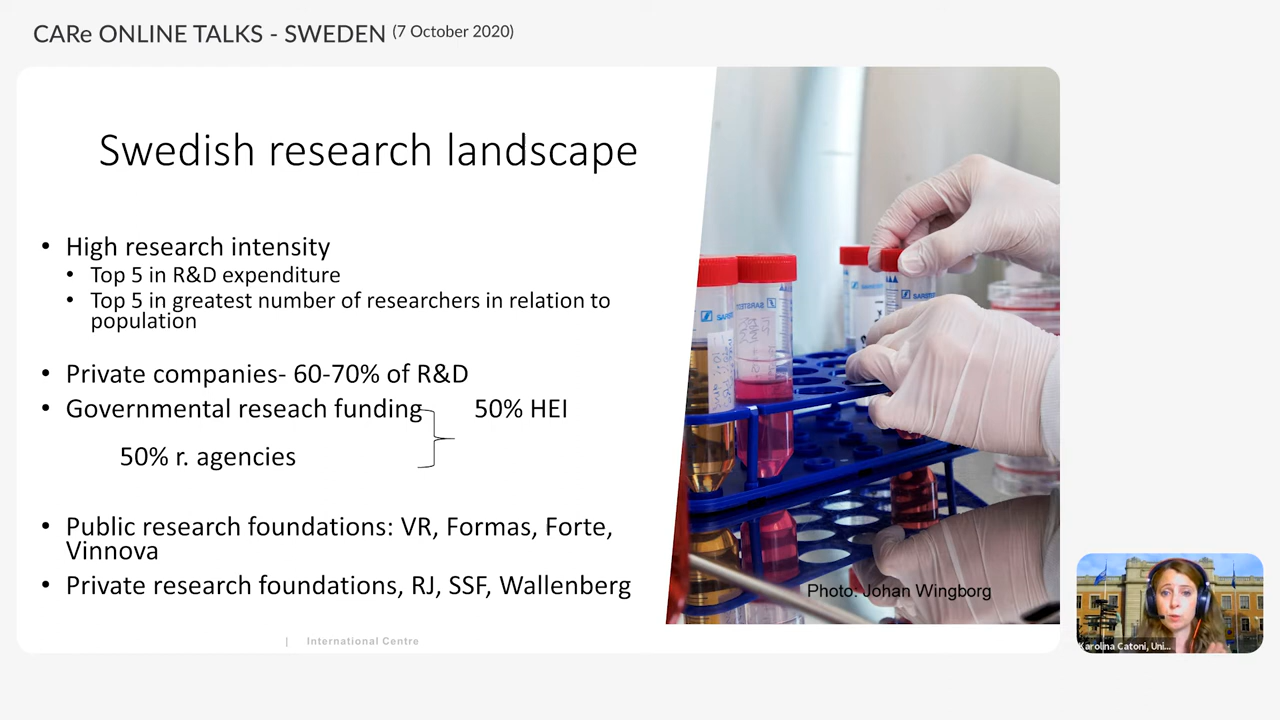 CARe ONLINE TALKS - SWEDEN (7 October 2020)
Swedish research landscape
• High research intensity
• Top 5 in R&D expenditure
• Top 5 in greatest number of researchers in relation to
population
• Private companies- 60-70% of R&D
• Governmental reseach funding 50% HEI
50% r. agencies
• Public research foundations: VR, Formas, Forte,
Vinnova
• Private research foundations, RJ, SSF, Wallenberg
Photo: Johan Wingborg
| International Centre
Karolina Catoni, Uni...